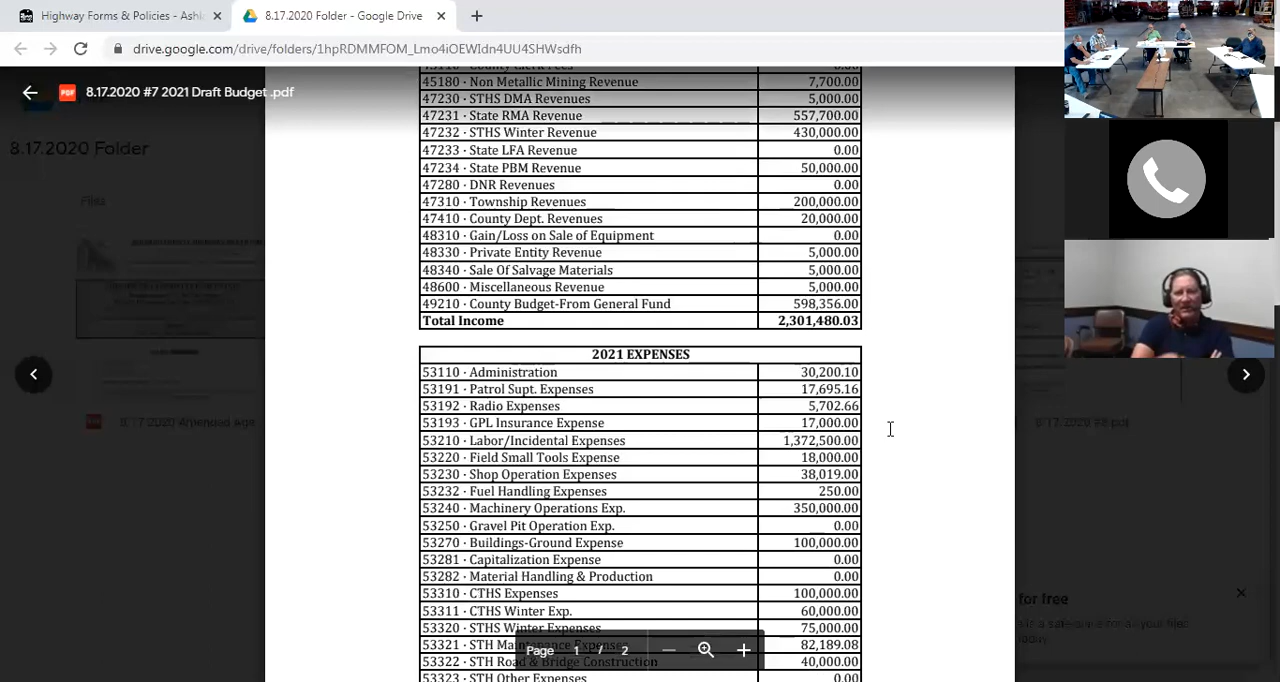 Highway Forms & Policies - Ashl
8.17.2020 Folder - Google Drive
drive.google.com/drive/folders/1hpRDMMFOM_Lmo4iOEWIdn4UU4SHWsdfh
PDF 8.17.2020 #7 2021 Draft Budget .pdf
8.17.2020 Folder
Files
45180 · Non Metallic Mining Revenue 7,700.00
47230 · STHS DMA Revenues 5,000.00
47231 · State RMA Revenue 557,700.00
47232 · STHS Winter Revenue 430,000.00
47233 · State LFA Revenue 0.00
47234 · State PBM Revenue 50,000.00
47280 · DNR Revenues 0.00
47310 · Township Revenues 200,000.00
47410 · County Dept. Revenues 20,000.00
48310 · Gain/Loss on Sale of Equipment 0.00
48330 · Private Entity Revenue 5,000.00
48340 · Sale Of Salvage Materials 5,000.00
48600 · Miscellaneous Revenue 5,000.00
49210 · County Budget-From General Fund 598,356.00
Total Income 2,301,480.03
2021 EXPENSES
53110 · Administration 30,200.10
53191 · Patrol Supt. Expenses 17,695.16
53192 · Radio Expenses 5,702.66
53193 · GPL Insurance Expense 17,000.00
53210 · Labor/Incidental Expenses 1,372,500.00
53220 · Field Small Tools Expense 18,000.00
53230 · Shop Operation Expenses 38,019.00
53232 · Fuel Handling Expenses 250.00
53240 · Machinery Operations Exp. 350,000.00
53250 · Gravel Pit Operation Exp. 0.00
53270 · Buildings-Ground Expense 100,000.00
53281 · Capitalization Expense 0.00
53282 · Material Handling & Production 0.00
53310 · CTHS Expenses 100,000.00
53311 · CTHS Winter Exp. 60,000.00
53320 · STHS Winter Expenses 75,000.00
53321 · STH Maintenance Expense 82,189.08
53322 · STH Road & Bridge Construction 40,000.00
53323 · STH Other Expenses 0.00
Page 1 / 2
8.17.2020 Amended Age
for free